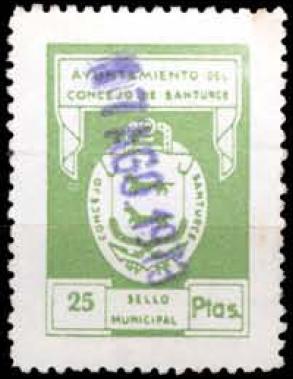 AYUNTAMIENTO DEL
CONCEJO DE SANTURCE
CONCEJO
SANTURCE
25
SELLO
MUNICIPAL
Ptas.